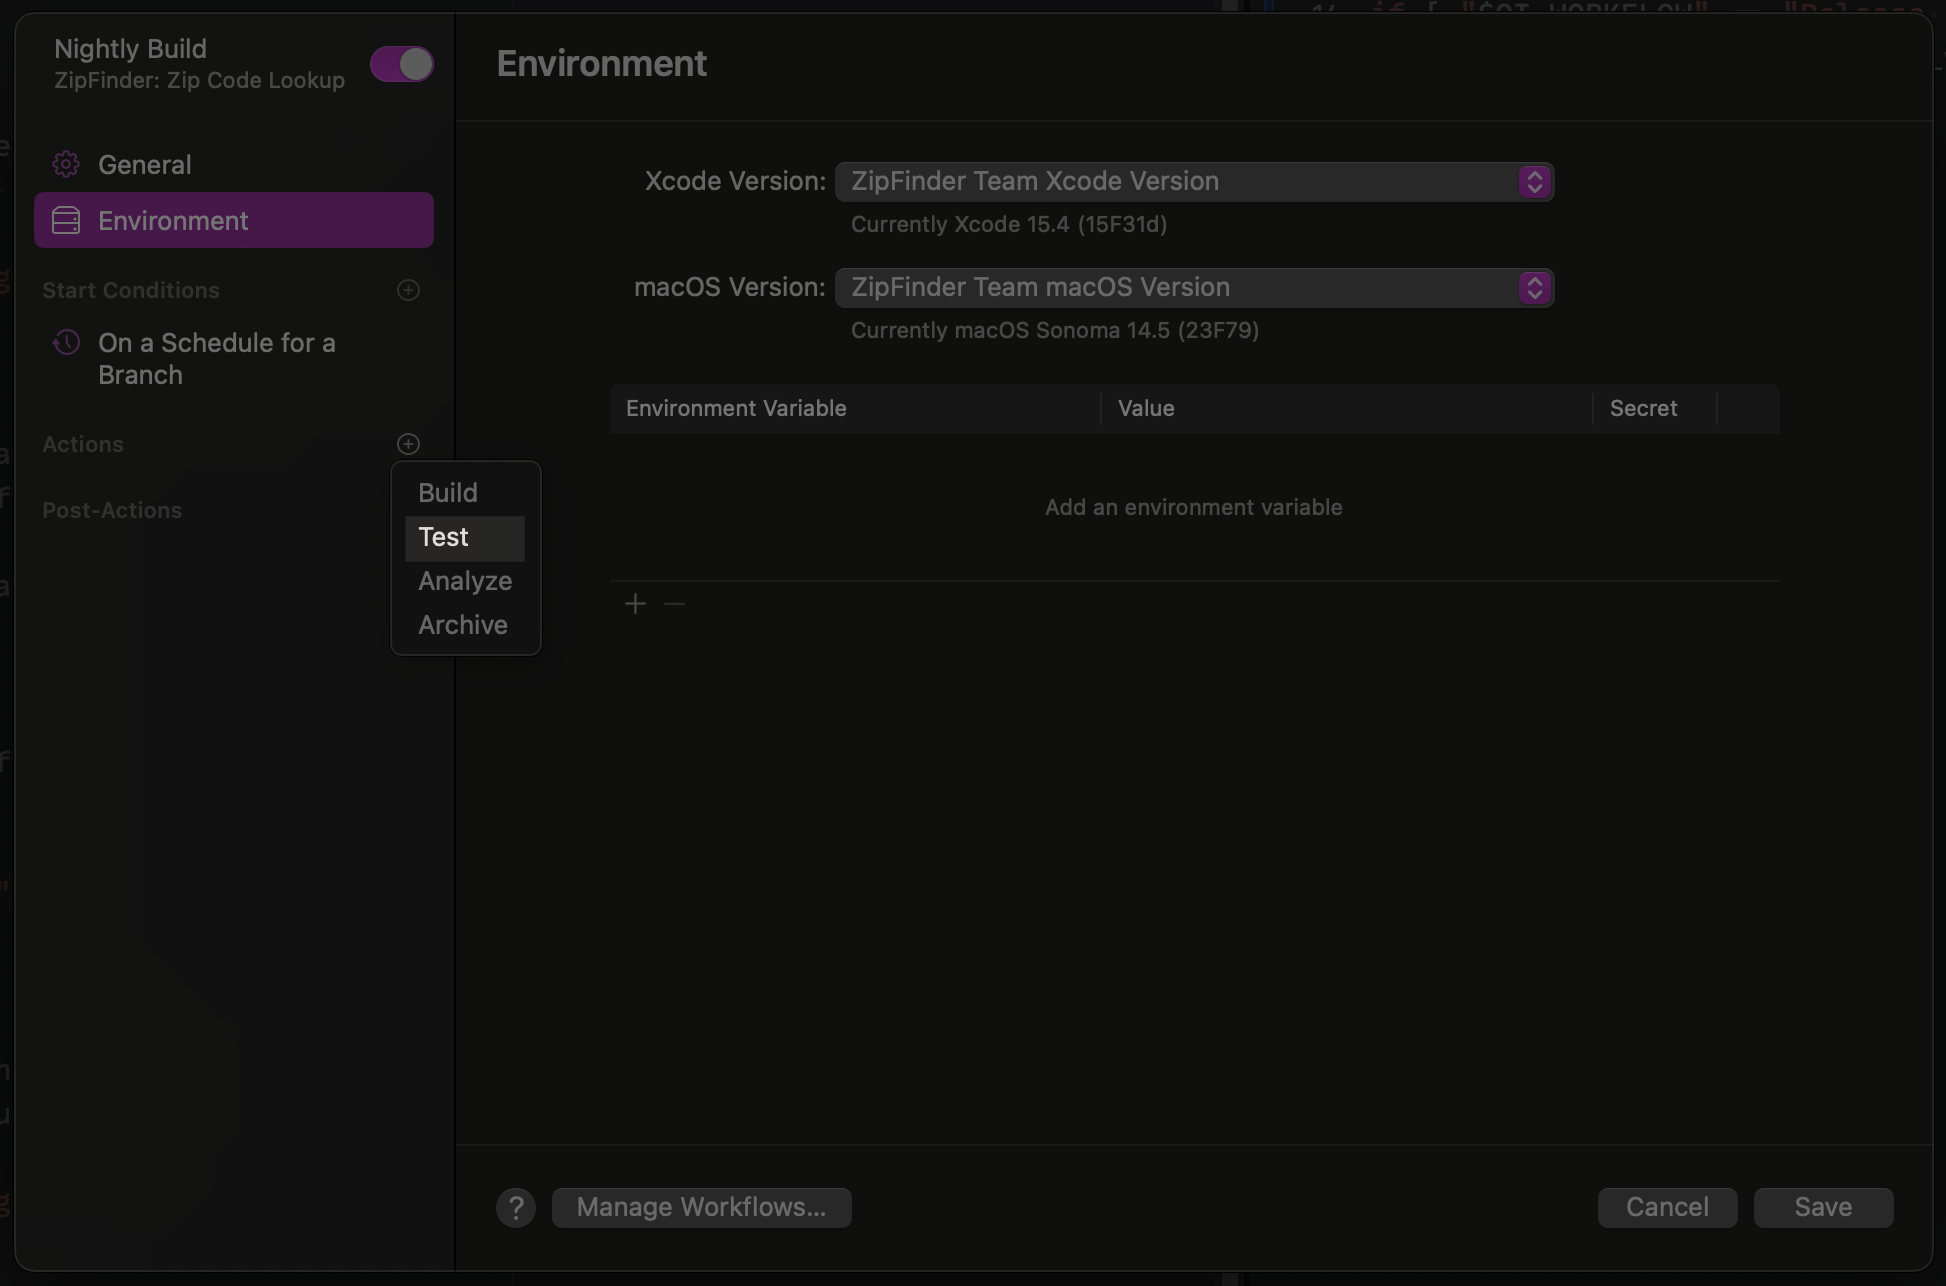 Nightly Build
ZipFinder: Zip Code Lookup
General
Environment
Start Conditions
On a Schedule for a
Branch
Actions
Post-Actions
Build
Test
Analyze
Archive
Environment
Xcode Version: ZipFinder Team Xcode Version
Currently Xcode 15.4 (15F31d)
macOS Version: ZipFinder Team macOS Version
Currently macOS Sonoma 14.5 (23F79)
Environment Variable Value Secret
Add an environment variable
? Manage Workflows... Cancel Save